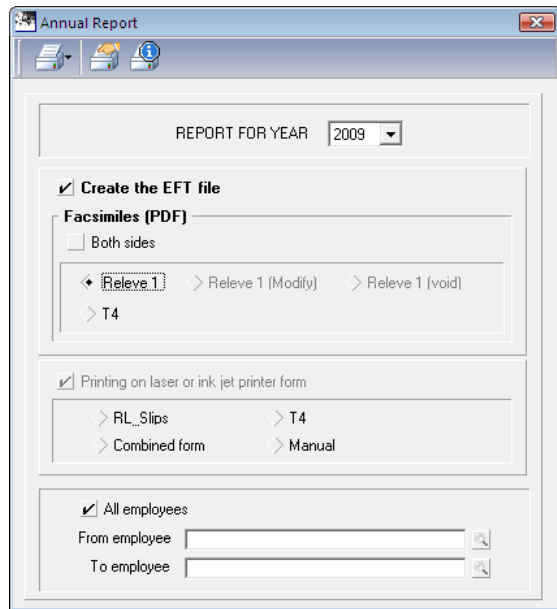 Annual Report
REPORT FOR YEAR 2009
Create the EFT file
Facsimiles (PDF)
Both sides
Releve 1 Releve 1 (Modify) Releve 1 (void)
T4
Printing on laser or ink jet printer form
RL_Slips T4
Combined form Manual
All employees
From employee
To employee